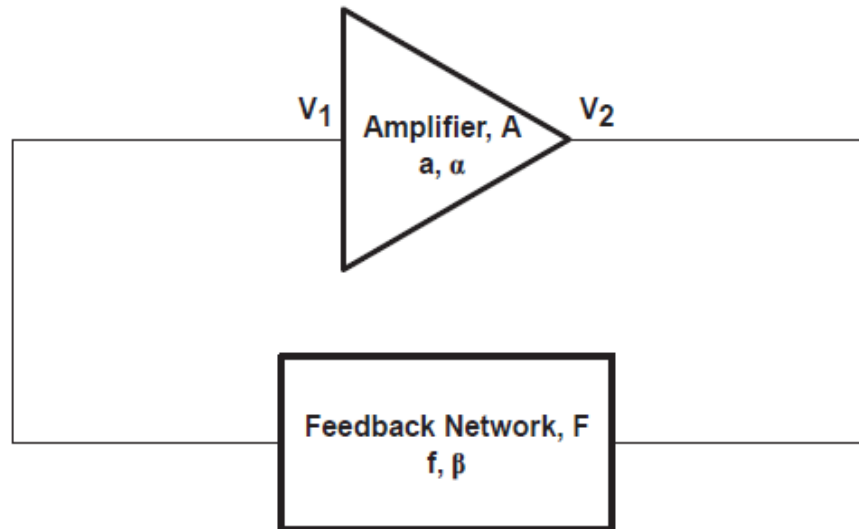 V₁
Amplifier, A
a, α
V₂
Feedback Network, F
f, β